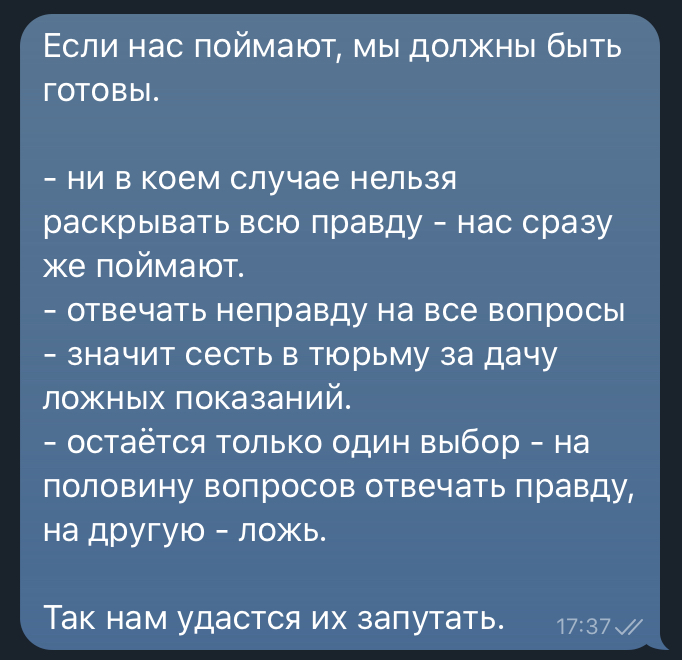 Если нас поймают, мы должны быть
готовы.
- ни в коем случае нельзя
раскрывать всю правду - нас сразу
же поймают.
- отвечать неправду на все вопросы
- значит сесть в тюрьму за дачу
ложных показаний.
- остаётся только один выбор - на
половину вопросов отвечать правду,
на другую - ложь.
Так нам удастся их запутать.
17:37